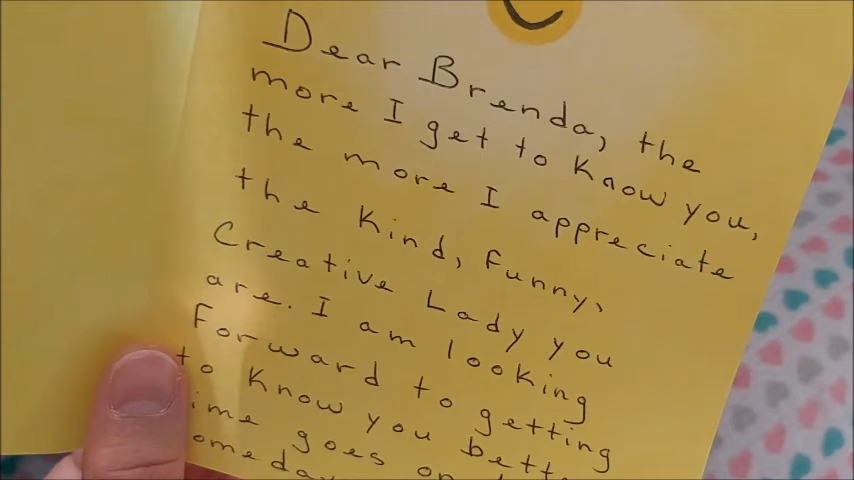 Dear Brenda, the
more I get to know you,
the more I appreciate
the kind, funny,
Creative Lady you
are. I am looking
Forward to getting
to know you
goes on